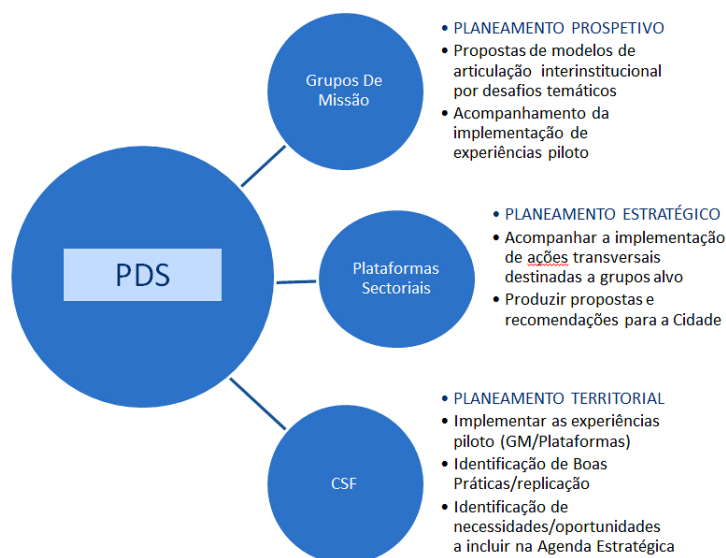 PDS
Grupos De
Missão
• PLANEAMENTO PROSPETIVO
• Propostas de modelos de
articulação interinstitucional
por desafios temáticos
• Acompanhamento da
implementação de
experiências piloto
Plataformas
Sectoriais
• PLANEAMENTO ESTRATÉGICO
• Acompanhar a implementação
de ações transversais
destinadas a grupos alvo
• Produzir propostas e
recomendações para a Cidade
CSF
• PLANEAMENTO TERRITORIAL
• Implementar as experiências
piloto (GM/Plataformas)
• Identificação de Boas
Práticas/replicação
• Identificação de
necessidades/oportunidades
a incluir na Agenda Estratégica